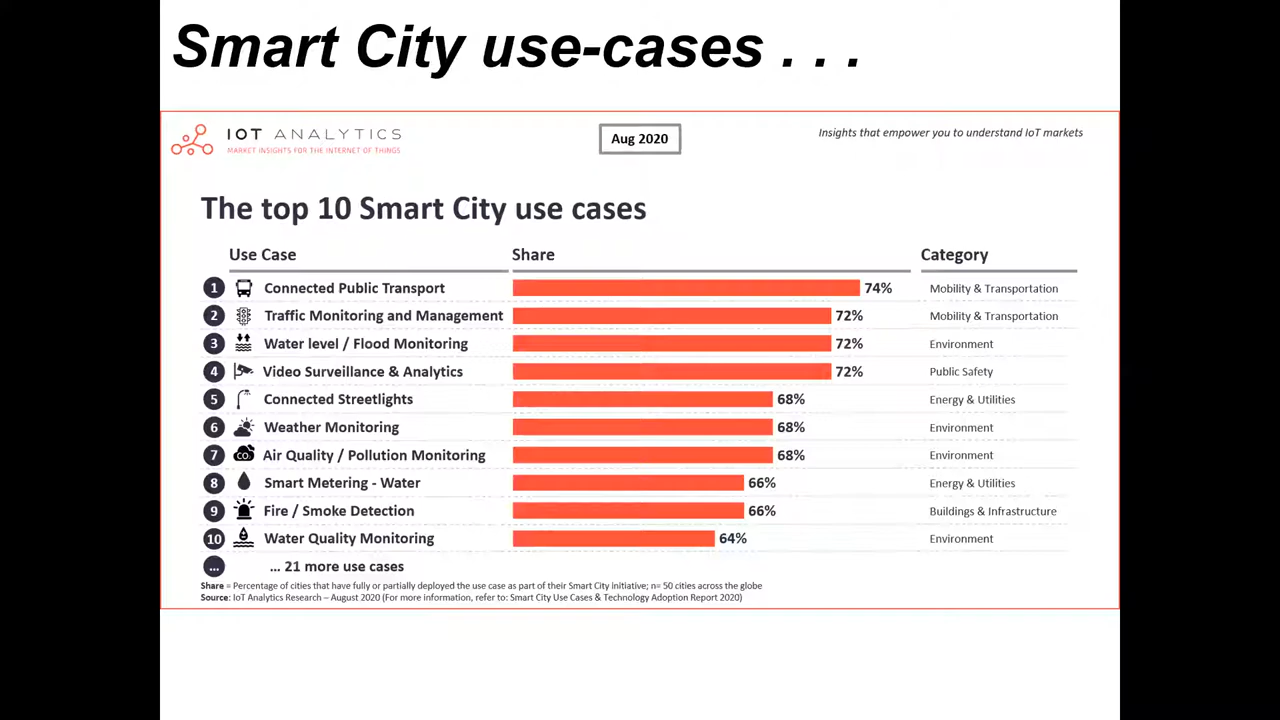 Smart City use-cases . . .
IOT ANALYTICS
MARKET INSIGHTS FOR THE INTERNET OF THINGS
Aug 2020
Insights that empower you to understand IoT markets
The top 10 Smart City use cases
Use Case Share Category
1 Connected Public Transport 74% Mobility & Transportation
2 Traffic Monitoring and Management 72% Mobility & Transportation
3 Water level / Flood Monitoring 72% Environment
4 Video Surveillance & Analytics 72% Public Safety
5 Connected Streetlights 68% Energy & Utilities
6 Weather Monitoring 68% Environment
7 CO₂ Air Quality / Pollution Monitoring 68% Environment
8 Smart Metering - Water 66% Energy & Utilities
9 Fire / Smoke Detection 66% Buildings & Infrastructure
10 Water Quality Monitoring 64% Environment
... ... 21 more use cases
Share = Percentage of cities that have fully or partially deployed the use case as part of their Smart City initiative; n= 50 cities across the globe
Source: IoT Analytics Research – August 2020 (For more information, refer to: Smart City Use Cases & Technology Adoption Report 2020)